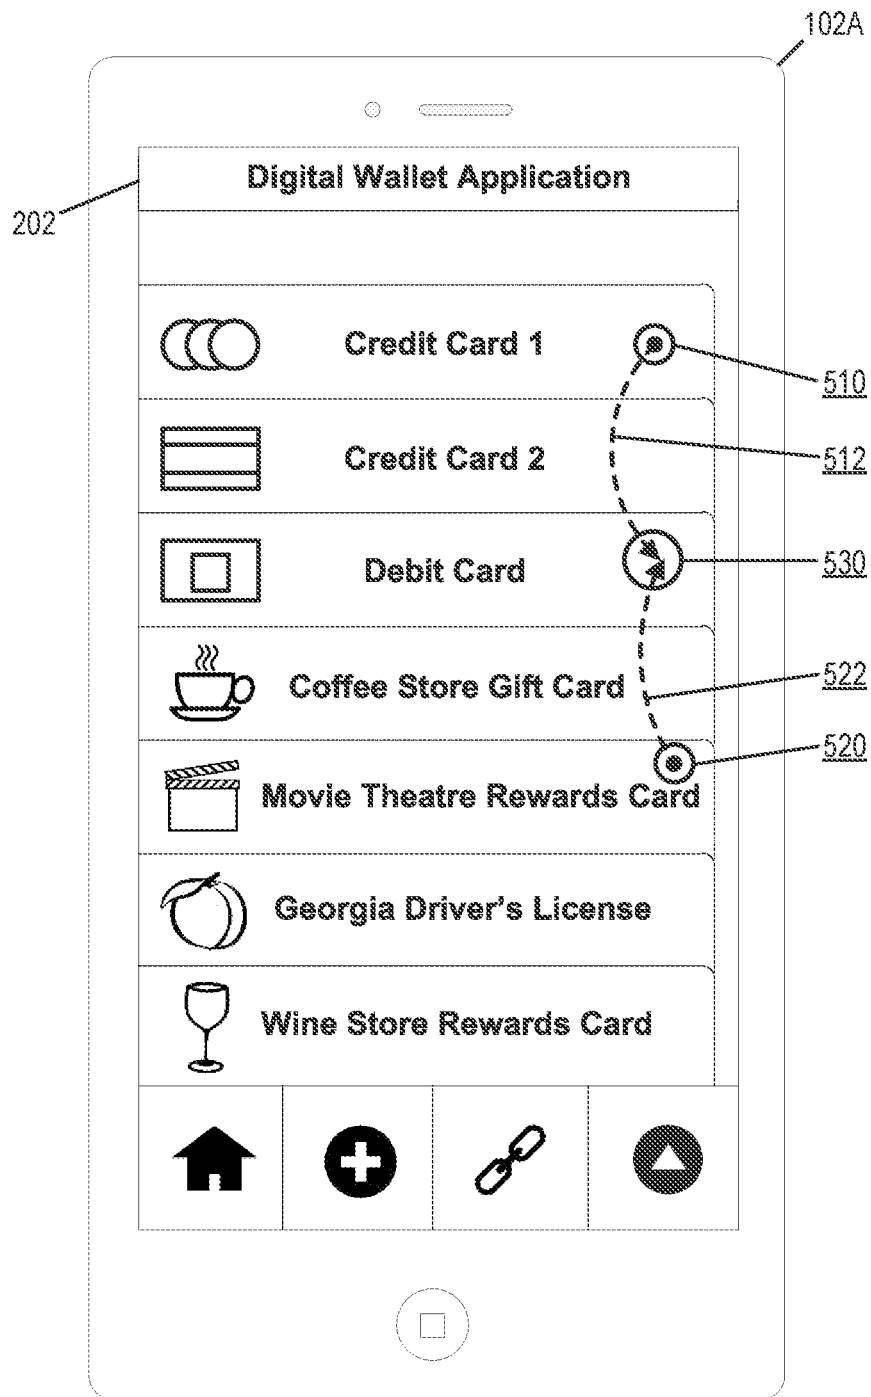 102A
Digital Wallet Application
202
Credit Card 1
510
Credit Card 2
512
Debit Card
530
Coffee Store Gift Card
522
520
Movie Theatre Rewards Card
Georgia Driver's License
Wine Store Rewards Card